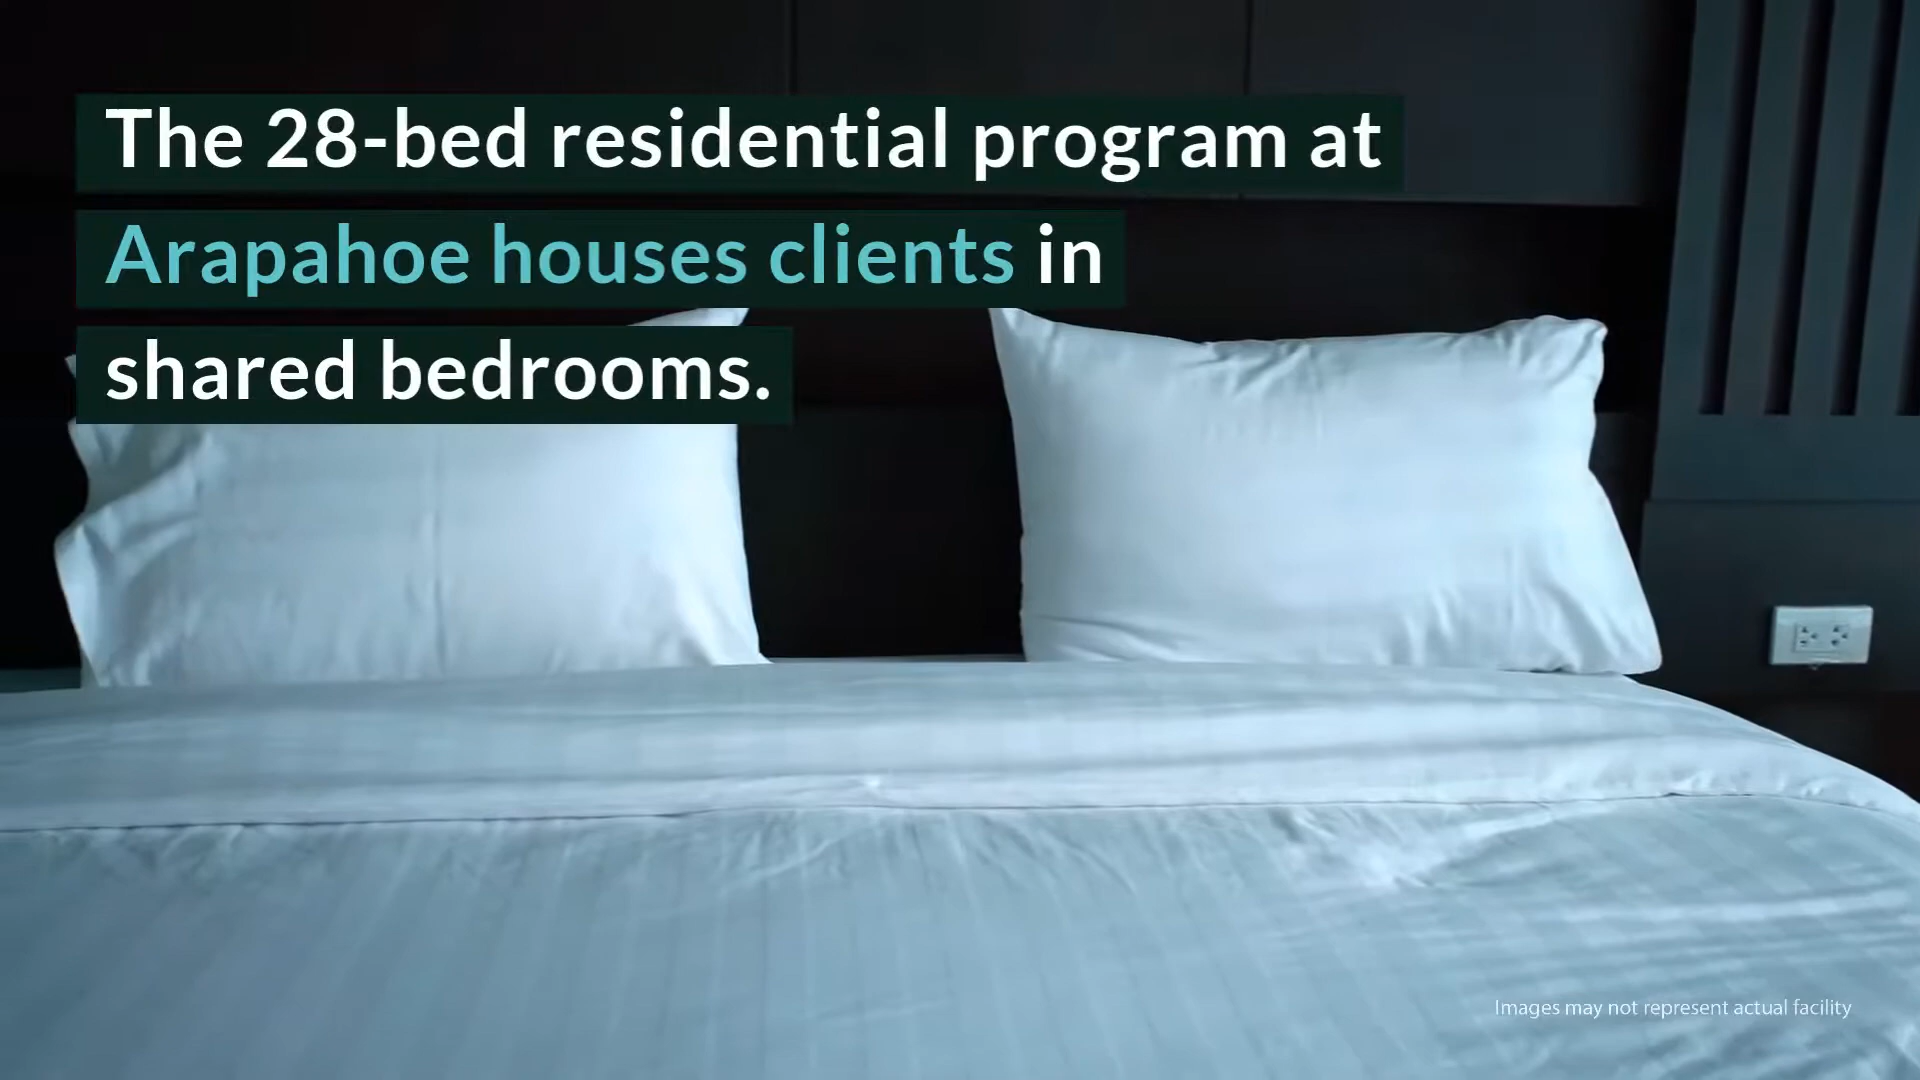 The 28-bed residential program at
Arapahoe houses clients in
shared bedrooms.
Images may not represent actual facility